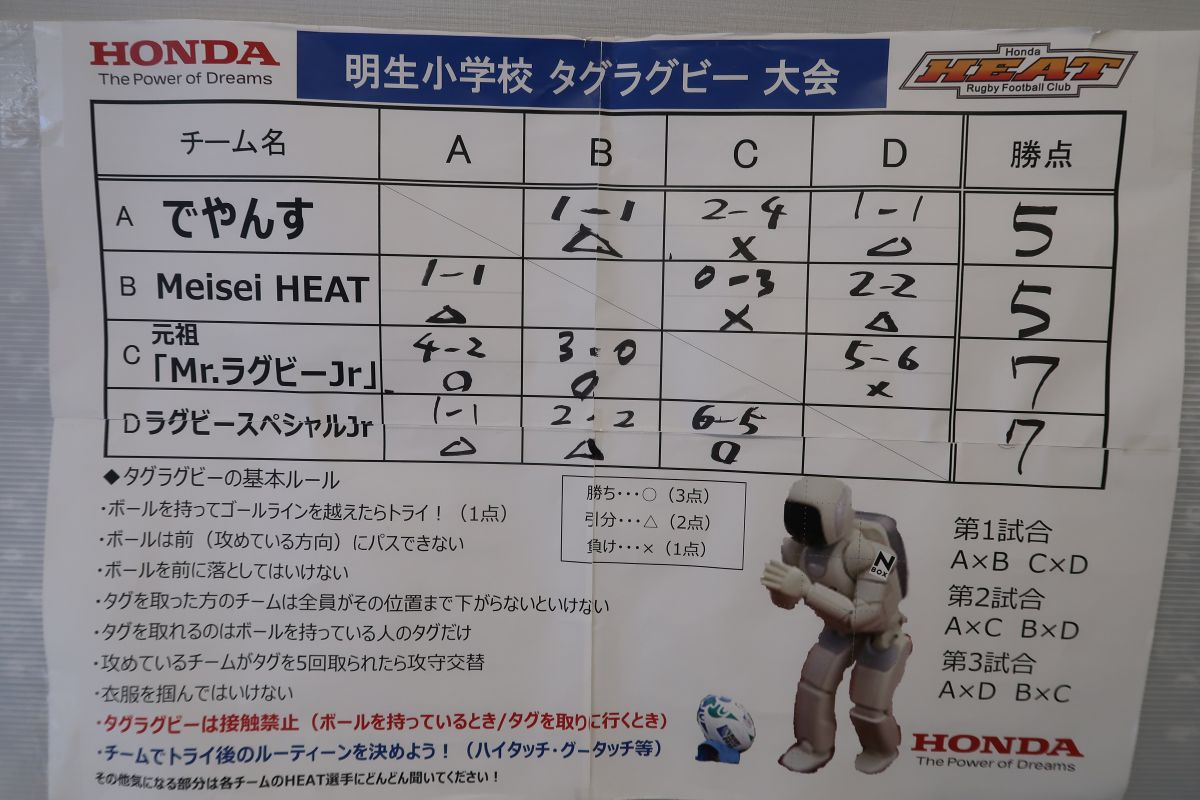 HONDA
The Power of Dreams
明生小学校 タグラグビー 大会
Honda
HEAT
Rugby Football Club
チーム名 A B C D 勝点
A でやんす 1-1 △ 2-4 × 1-1 △ 5
B Meisei HEAT 1-1 △ 0-3 × 2-2 △ 5
C 元祖「Mr.ラグビーJr」 4-2 ○ 3-0 ○ 5-6 × 7
D ラグビースペシャルJr 1-1 △ 2-2 △ 6-5 ○ 7
◆タグラグビーの基本ルール
・ボールを持ってゴールラインを越えたらトライ！（1点）
・ボールは前（攻めている方向）にパスできない
・ボールを前に落としてはいけない
・タグを取った方のチームは全員がその位置まで下がらないといけない
・タグを取れるのはボールを持っている人のタグだけ
・攻めているチームがタグを5回取られたら攻守交替
・衣服を掴んではいけない
・タグラグビーは接触禁止（ボールを持っているとき/タグを取りに行くとき）
・チームでトライ後のルーティーンを決めよう！（ハイタッチ・グータッチ等）
その他気になる部分は各チームのHEAT選手にどんどん聞いてください！
勝ち･･･○（3点）
引分･･･△（2点）
負け･･･×（1点）
N
BOX
第1試合
A×B C×D
第2試合
A×C B×D
第3試合
A×D B×C
HONDA
The Power of Dreams